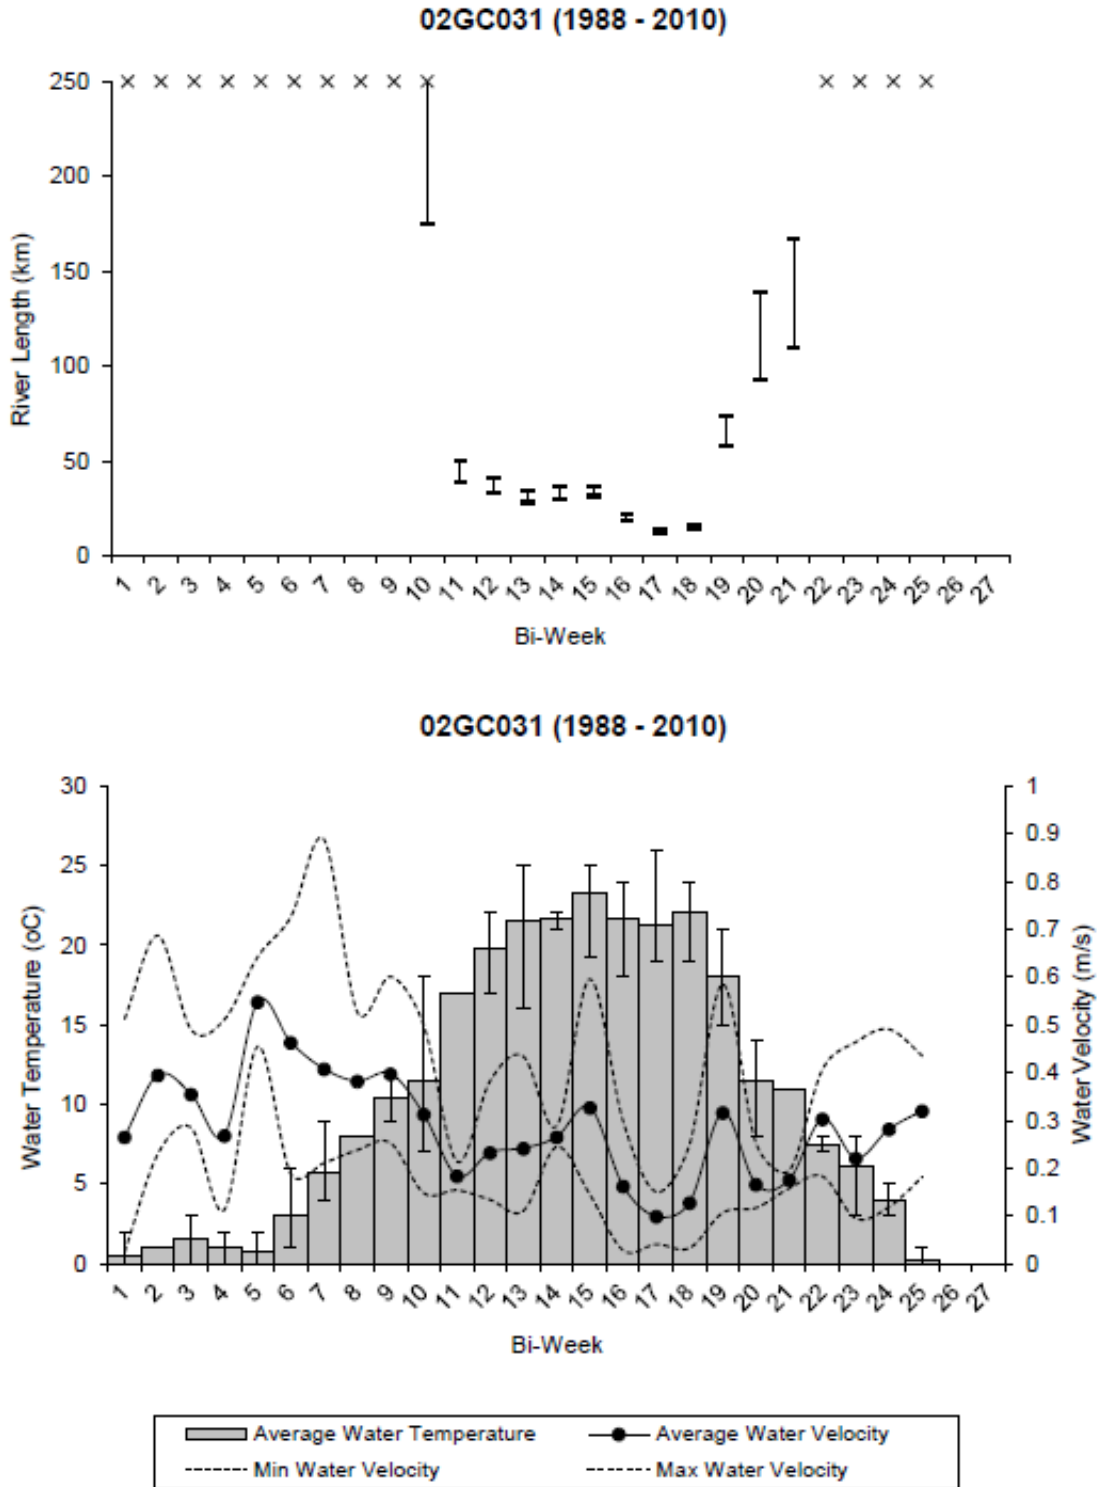 02GC031 (1988 - 2010)
250
200
150
100
50
0
River Length (km)
1 2 3 4 5 6 7 8 9 10 11 12 13 14 15 16 17 18 19 20 21 22 23 24 25 26 27
Bi-Week
02GC031 (1988 - 2010)
30 1
0.9
25
0.8
0.7
20
0.6
15 0.5
0.4
10
0.3
0.2
5
0.1
0 0
Water Temperature (oC)
Water Velocity (m/s)
1 2 3 4 5 6 7 8 9 10 11 12 13 14 15 16 17 18 19 20 21 22 23 24 25 26 27
Bi-Week
Average Water Temperature Average Water Velocity
Min Water Velocity Max Water Velocity